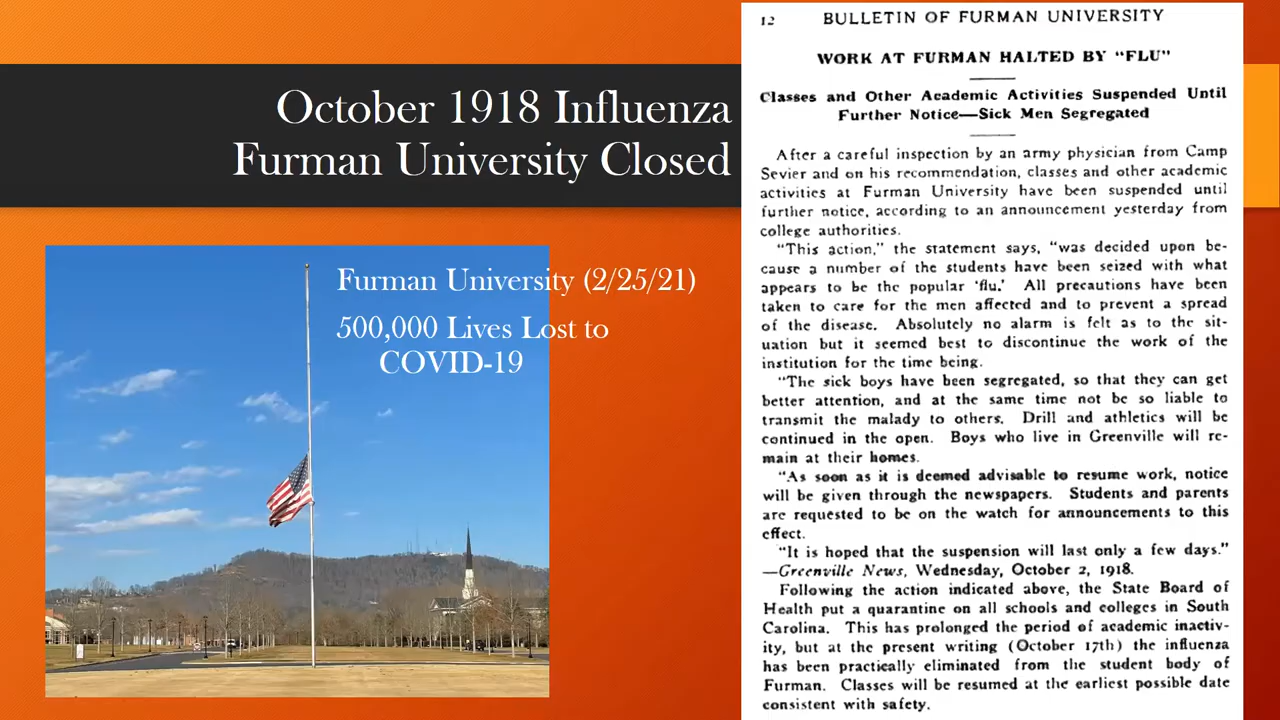 October 1918 Influenza
Furman University Closed
Furman University (2/25/21)
500,000 Lives Lost to
COVID-19
12 BULLETIN OF FURMAN UNIVERSITY
WORK AT FURMAN HALTED BY "FLU"
Classes and Other Academic Activities Suspended Until
Further Notice—Sick Men Segregated
After a careful inspection by an army physician from Camp
Sevier and on his recommendation, classes and other academic
activities at Furman University have been suspended until
further notice, according to an announcement yesterday from
college authorities.
"This action," the statement says, "was decided upon be-
cause a number of the students have been seized with what
appears to be the popular 'flu.' All precautions have been
taken to care for the men affected and to prevent a spread
of the disease. Absolutely no alarm is felt as to the sit-
uation but it seemed best to discontinue the work of the
institution for the time being.
"The sick boys have been segregated, so that they can get
better attention, and at the same time not be so liable to
transmit the malady to others. Drill and athletics will be
continued in the open. Boys who live in Greenville will re-
main at their homes.
"As soon as it is deemed advisable to resume work, notice
will be given through the newspapers. Students and parents
are requested to be on the watch for announcements to this
effect.
"It is hoped that the suspension will last only a few days."
—Greenville News, Wednesday, October 2, 1918.
Following the action indicated above, the State Board of
Health put a quarantine on all schools and colleges in South
Carolina. This has prolonged the period of academic inactiv-
ity, but at the present writing (October 17th) the influenza
has been practically eliminated from the student body of
Furman. Classes will be resumed at the earliest possible date
consistent with safety.